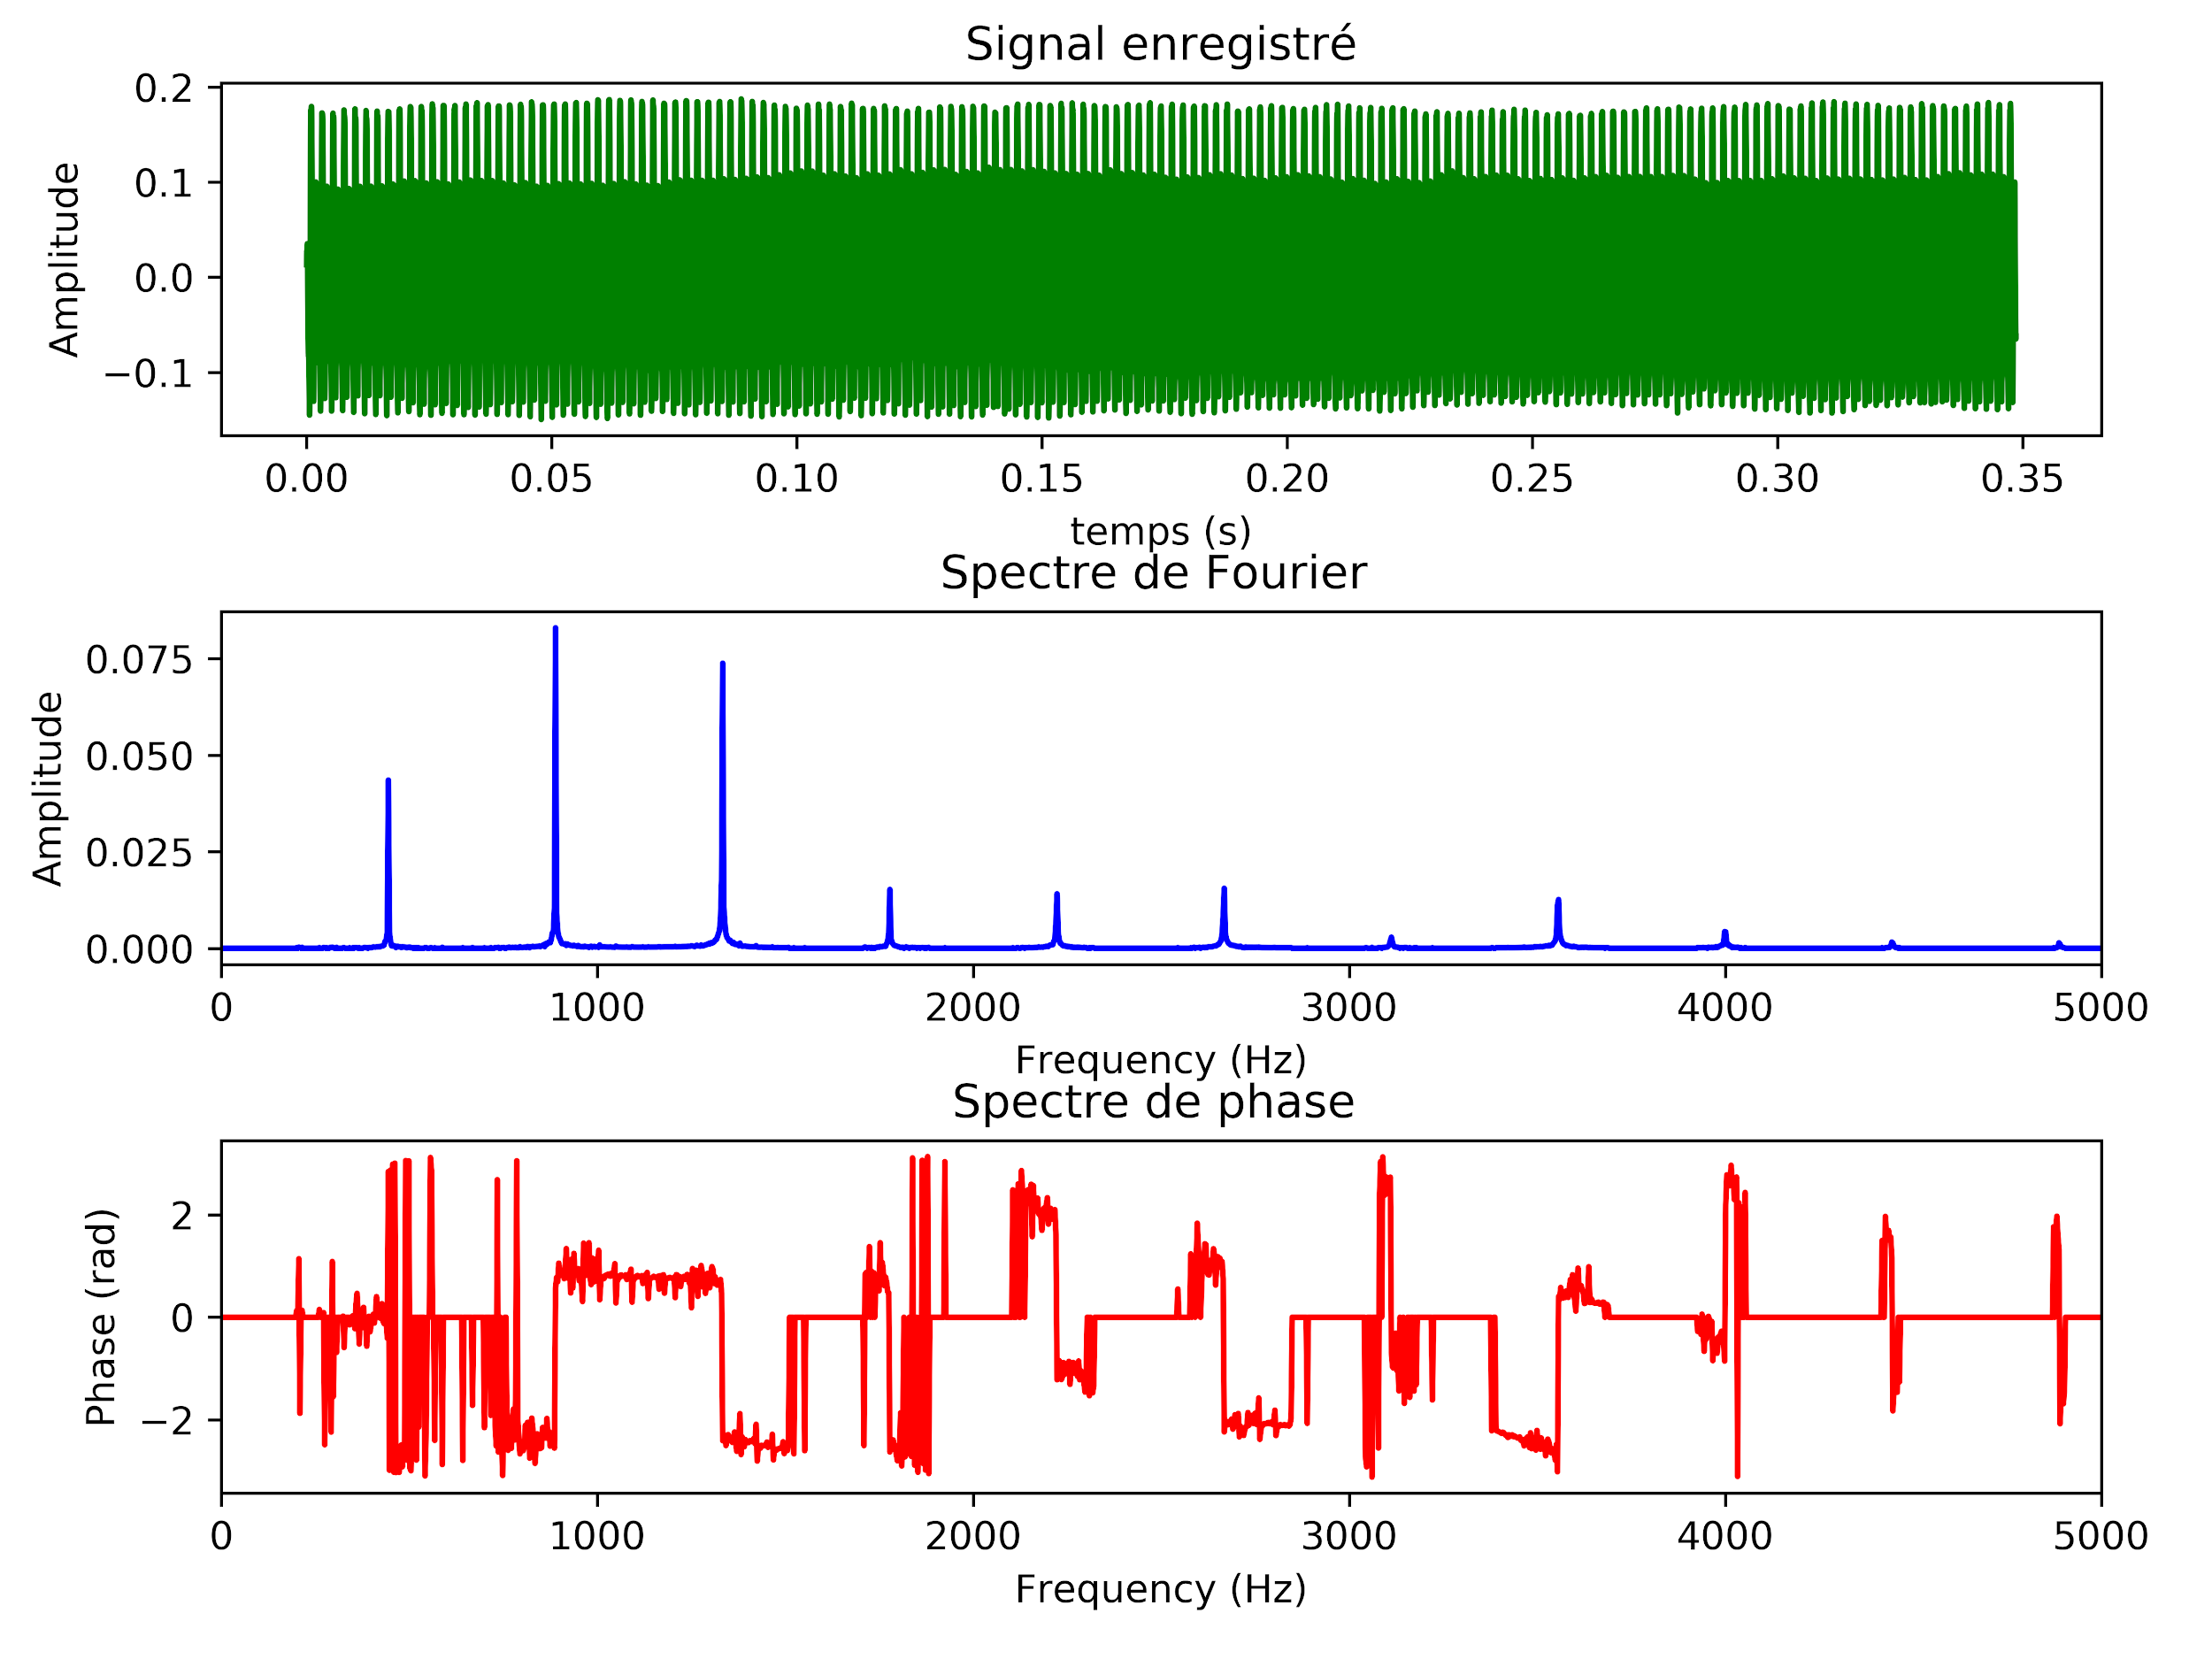 Signal enregistré
Amplitude
0.2
0.1
0.0
−0.1
0.00 0.05 0.10 0.15 0.20 0.25 0.30 0.35
temps (s)
Spectre de Fourier
Amplitude
0.075
0.050
0.025
0.000
0 1000 2000 3000 4000 5000
Frequency (Hz)
Spectre de phase
Phase (rad)
2
0
−2
0 1000 2000 3000 4000 5000
Frequency (Hz)